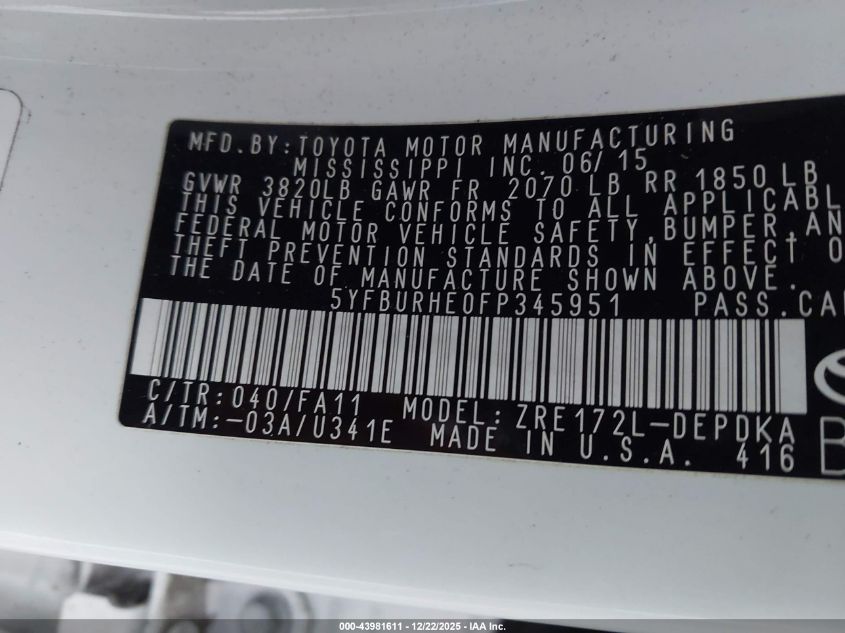 MFD.BY:TOYOTA MOTOR MANUFACTURING
MISSISSIPPI INC. 06/15
GVWR 3820LB GAWR FR 2070 LB RR 1850 LB
THIS VEHICLE CONFORMS TO ALL APPLICABL
FEDERAL MOTOR VEHICLE SAFETY,BUMPER,AN
THEFT PREVENTION STANDARDS IN EFFECT O
THE DATE OF MANUFACTURE SHOWN ABOVE.
5YFBURHE0FP345951 PASS.CA
C/TR:040/FA11 MODEL:ZRE172L-DEPDKA
A/TM:-03A/U341E MADE IN U.S.A. 416
000-43981611 - 12/22/2025 - IAA Inc.